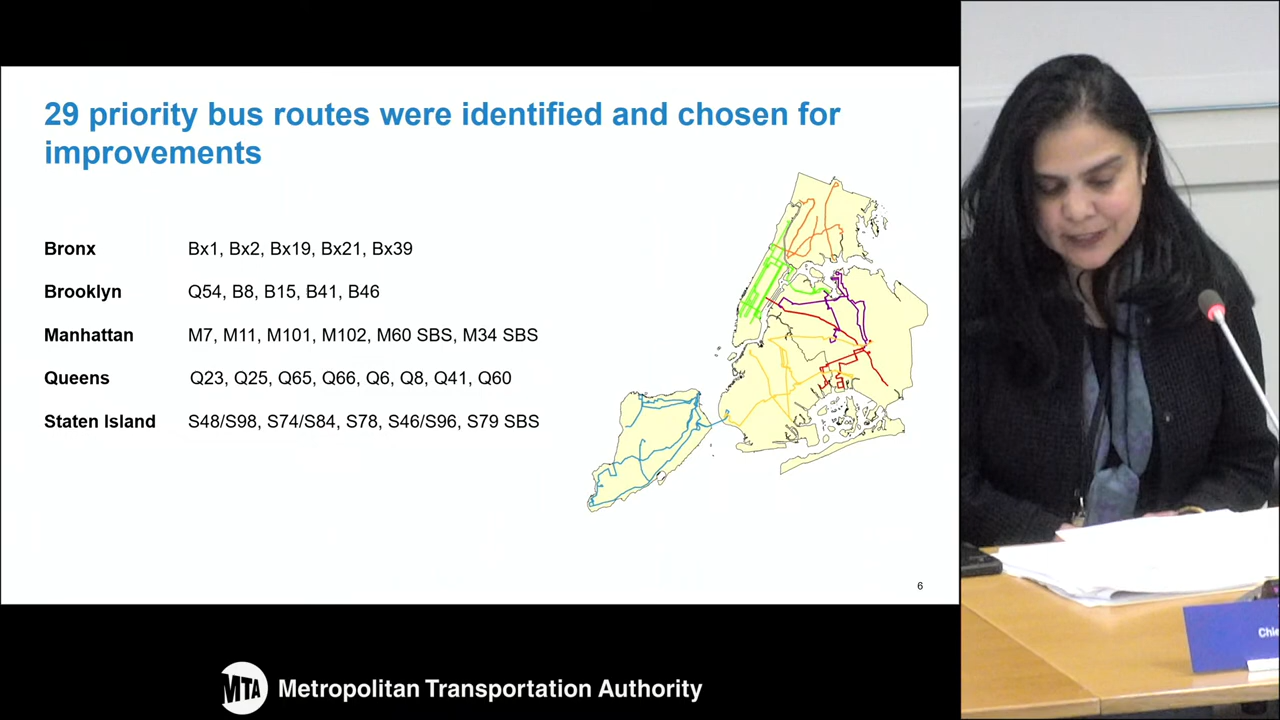 29 priority bus routes were identified and chosen for
improvements
Bronx Bx1, Bx2, Bx19, Bx21, Bx39
Brooklyn Q54, B8, B15, B41, B46
Manhattan M7, M11, M101, M102, M60 SBS, M34 SBS
Queens Q23, Q25, Q65, Q66, Q6, Q8, Q41, Q60
Staten Island S48/S98, S74/S84, S78, S46/S96, S79 SBS
6
MTA Metropolitan Transportation Authority